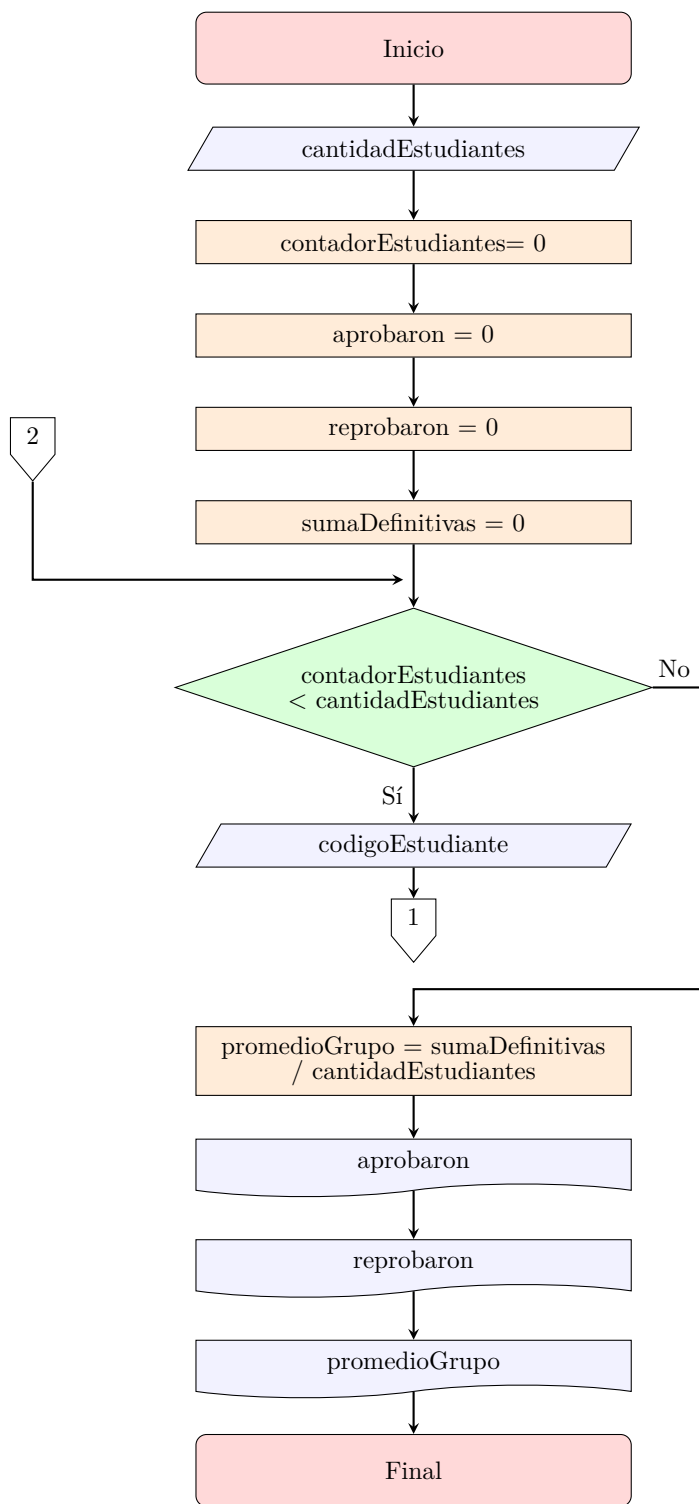 Inicio
cantidadEstudiantes
contadorEstudiantes= 0
aprobaron = 0
reprobaron = 0
2
sumaDefinitivas = 0
contadorEstudiantes
< cantidadEstudiantes
No
Sí
codigoEstudiante
1
promedioGrupo = sumaDefinitivas
/ cantidadEstudiantes
aprobaron
reprobaron
promedioGrupo
Final